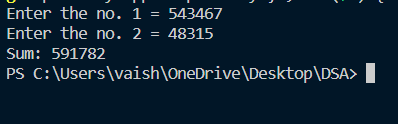 Enter the no. 1 = 543467
Enter the no. 2 = 48315
Sum: 591782
PS C:\Users\vaish\OneDrive\Desktop\DSA>